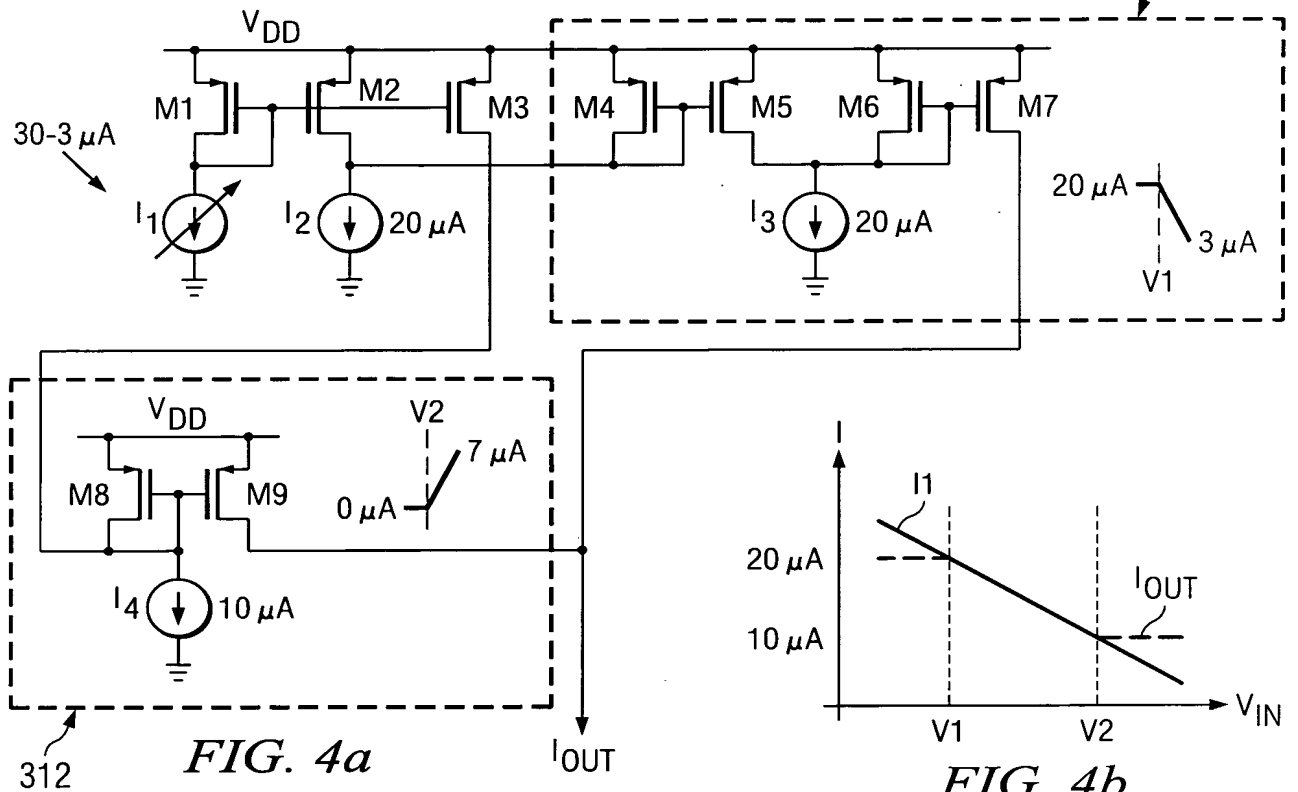 VDD
M1
M2
M3
M4
M5
M6
M7
30-3 μA
I1
I2
20 μA
I3
20 μA
20 μA
3 μA
V1
VDD
V2
7 μA
M8
M9
0 μA
I4
10 μA
I
I1
20 μA
IOUT
10 μA
VIN
V1
V2
312
FIG. 4a
IOUT
FIG. 4b